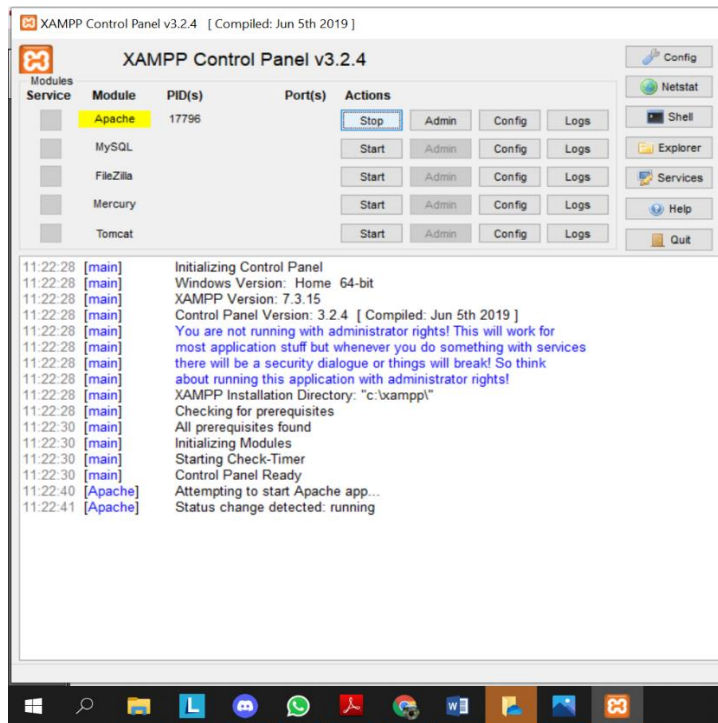 XAMPP Control Panel v3.2.4 [ Compiled: Jun 5th 2019 ]
XAMPP Control Panel v3.2.4
Config
Modules
Service Module PID(s) Port(s) Actions
Netstat
Apache 17796 Stop Admin Config Logs
Shell
MySQL Start Admin Config Logs
Explorer
FileZilla Start Admin Config Logs
Services
Mercury Start Admin Config Logs
Help
Tomcat Start Admin Config Logs
Quit
11:22:28 [main] Initializing Control Panel
11:22:28 [main] Windows Version: Home 64-bit
11:22:28 [main] XAMPP Version: 7.3.15
11:22:28 [main] Control Panel Version: 3.2.4 [ Compiled: Jun 5th 2019 ]
11:22:28 [main] You are not running with administrator rights! This will work for
11:22:28 [main] most application stuff but whenever you do something with services
11:22:28 [main] there will be a security dialogue or things will break! So think
11:22:28 [main] about running this application with administrator rights!
11:22:28 [main] XAMPP Installation Directory: "c:\xampp\"
11:22:28 [main] Checking for prerequisites
11:22:30 [main] All prerequisites found
11:22:30 [main] Initializing Modules
11:22:30 [main] Starting Check-Timer
11:22:30 [main] Control Panel Ready
11:22:40 [Apache] Attempting to start Apache app...
11:22:41 [Apache] Status change detected: running
L
W